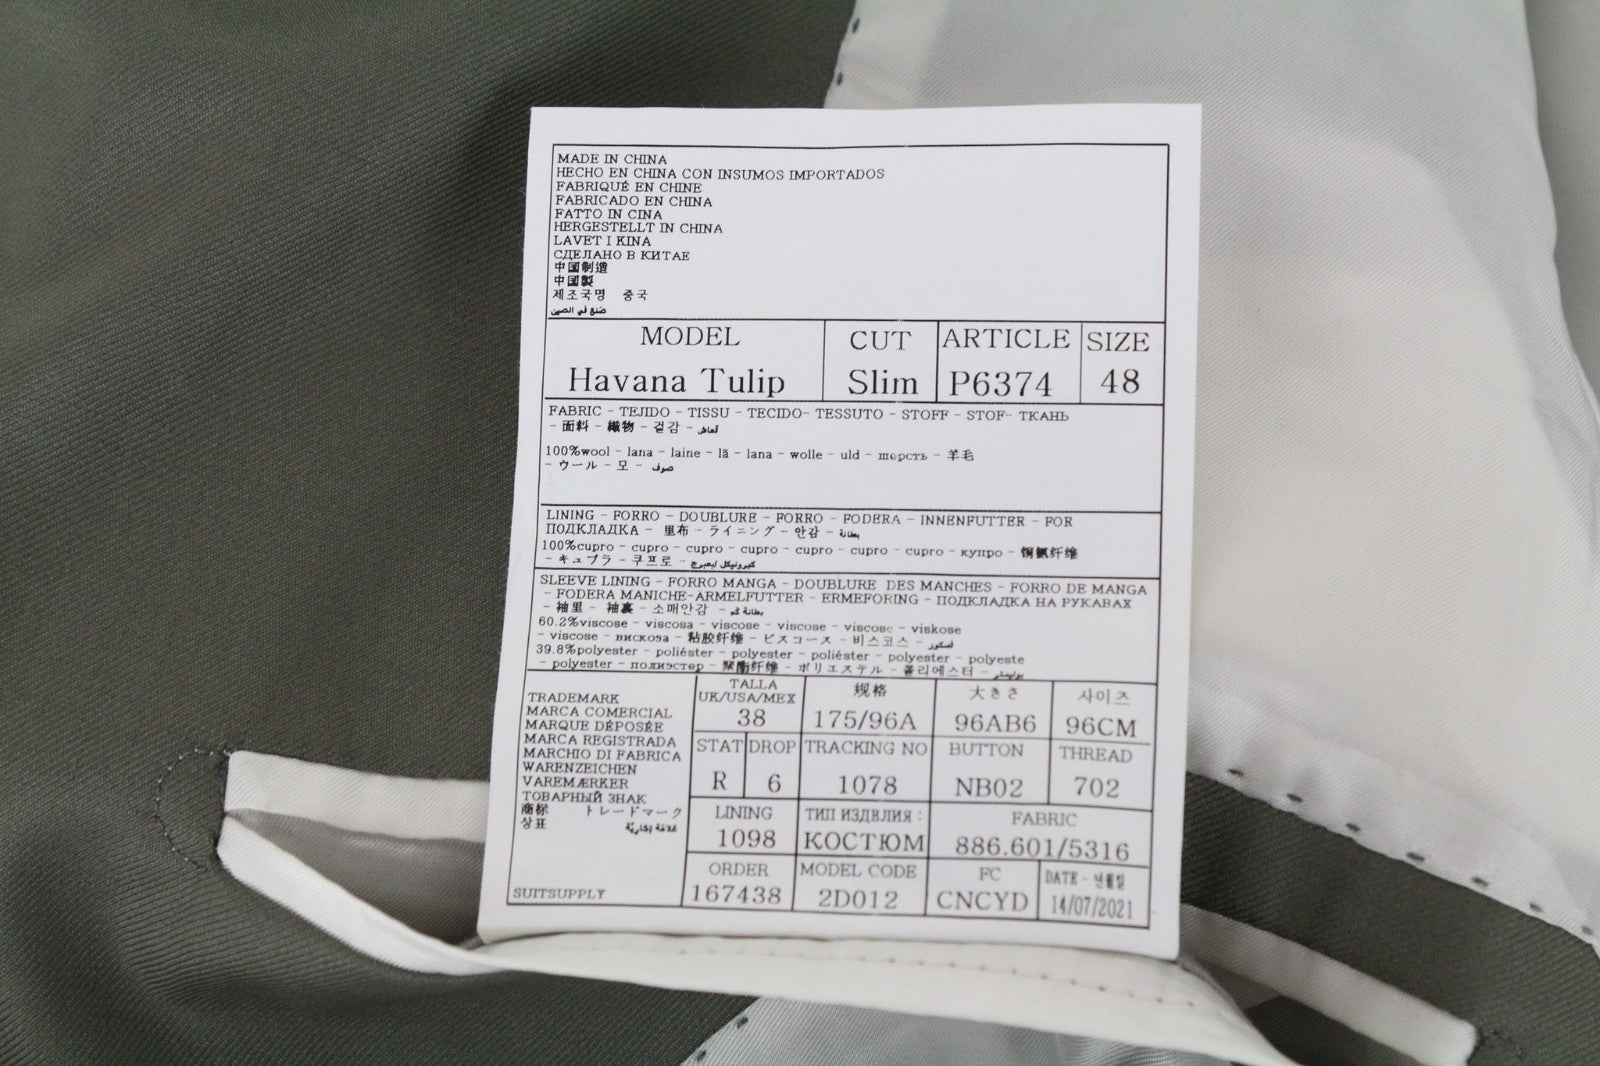 MADE IN CHINA
HECHO EN CHINA CON INSUMOS IMPORTADOS
FABRIQUÉ EN CHINE
FABRICADO EN CHINA
FATTO IN CINA
HERGESTELLT IN CHINA
LAVET I KINA
СДЕЛАНО В КИТАЕ
中國制造
中國製
제조국명 중국
صنع في الصين
MODEL CUT ARTICLE SIZE
Havana Tulip Slim P6374 48
FABRIC - TEJIDO - TISSU - TECIDO- TESSUTO - STOFF - STOF- ТКАНЬ
- 面料 - 織物 - 겉감 - قماش
100%wool - lana - laine - lã - lana - wolle - uld - шерсть - 羊毛
- ウール - 모 - صوف
LINING - FORRO - DOUBLURE - FORRO - FODERA - INNENFUTTER - FOR
ПОДКЛАДКА - 里布 - ライニング - 안감 - بطانة
100%cupro - cupro - cupro - cupro - cupro - cupro - cupro - купро - 铜氨纤维
- キュプラ - 쿠프로 -
SLEEVE LINING - FORRO MANGA - DOUBLURE DES MANCHES - FORRO DE MANGA
- FODERA MANICHE-ARMELFUTTER - ERMEFORING - ПОДКЛАДКА НА РУКАВАХ
- 袖里 - 袖裏 - 소매안감 - بطانة كم
60.2%viscose - viscosa - viscose - viscose - viscose - viskose
- viscose - вискоза - 粘胶纤维 - ビスコース - 비스코스 -
39.8%polyester - poliéster - polyester - poliéster - polyester - polyeste
- polyester - полиэстер - 聚酯纤维 - ポリエステル - 폴리에스터 - بوليستر
TRADEMARK
MARCA COMERCIAL
MARQUE DÉPOSÉE
MARCA REGISTRADA
MARCHIO DI FABRICA
WARENZEICHEN
VAREMÆRKER
ТОВАРНЫЙ ЗНАК
商标 トレードマーク
상표 علامة تجارية
SUITSUPPLY
TALLA
UK/USA/MEX 规格 大きさ 사이즈
38 175/96A 96AB6 96CM
STAT DROP TRACKING NO BUTTON THREAD
R 6 1078 NB02 702
LINING ТИП ИЗДЕЛИЯ : FABRIC
1098 КОСТЮМ 886.601/5316
ORDER MODEL CODE FC DATE - 년월일
167438 2D012 CNCYD 14/07/2021